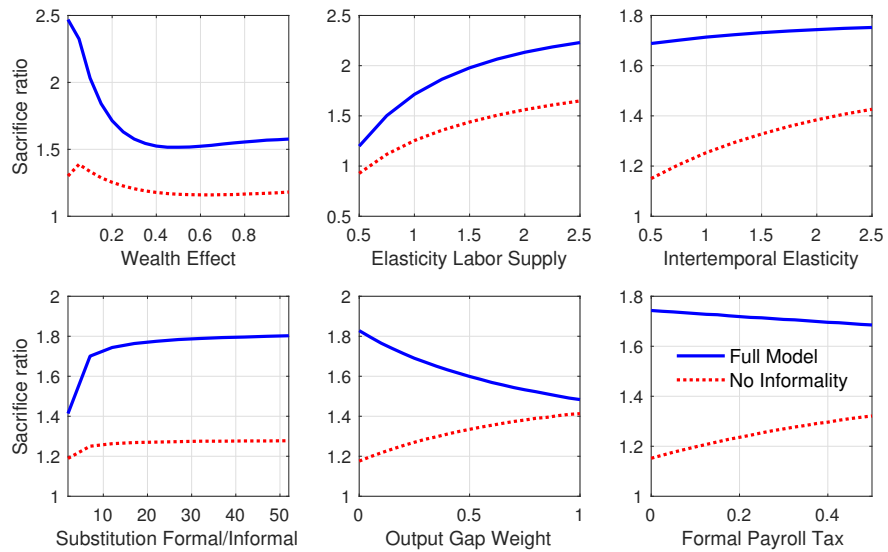 Sacrifice ratio
2.5
2
1.5
1
0.2 0.4 0.6 0.8
Wealth Effect
2.5
2
1.5
1
0.5
0.5 1 1.5 2 2.5
Elasticity Labor Supply
1.8
1.6
1.4
1.2
1
0.5 1 1.5 2 2.5
Intertemporal Elasticity
Sacrifice ratio
2
1.8
1.6
1.4
1.2
1
10 20 30 40 50
Substitution Formal/Informal
2
1.8
1.6
1.4
1.2
1
0 0.5 1
Output Gap Weight
1.8
1.6
1.4
1.2
1
Full Model
No Informality
0 0.2 0.4
Formal Payroll Tax